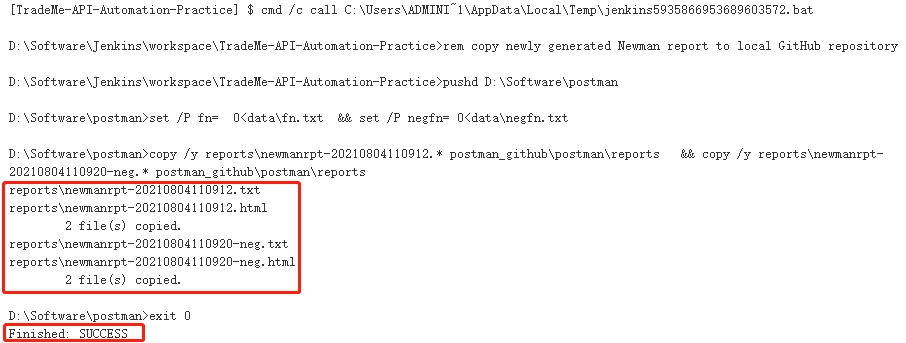 [TradeMe-API-Automation-Practice] $ cmd /c call C:\Users\ADMINI~1\AppData\Local\Temp\jenkins5935866953689603572.bat
D:\Software\Jenkins\workspace\TradeMe-API-Automation-Practice>rem copy newly generated Newman report to local GitHub repository
D:\Software\Jenkins\workspace\TradeMe-API-Automation-Practice>pushd D:\Software\postman
D:\Software\postman>set /P fn=  0<data\fn.txt  && set /P negfn= 0<data\negfn.txt
D:\Software\postman>copy /y reports\newmanrpt-20210804110912.* postman_github\postman\reports   && copy /y reports\newmanrpt-
20210804110920-neg.* postman_github\postman\reports
reports\newmanrpt-20210804110912.txt
reports\newmanrpt-20210804110912.html
2 file(s) copied.
reports\newmanrpt-20210804110920-neg.txt
reports\newmanrpt-20210804110920-neg.html
2 file(s) copied.
D:\Software\postman>exit 0
Finished: SUCCESS